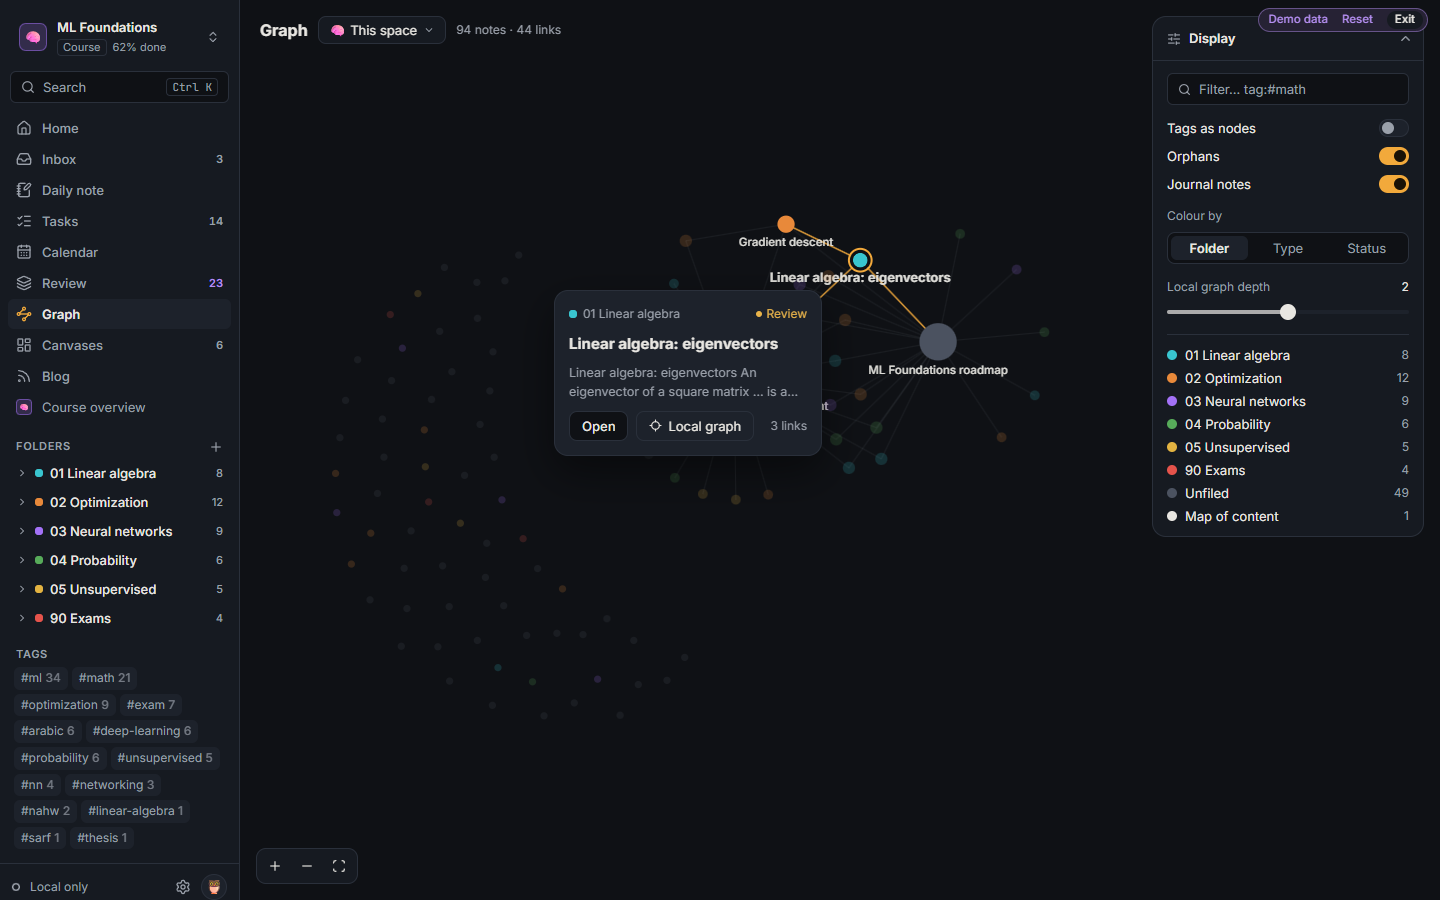 ML Foundations
Course 62% done
Search Ctrl K
Home
Inbox 3
Daily note
Tasks 14
Calendar
Review 23
Graph
Canvases 6
Blog
Course overview
FOLDERS
01 Linear algebra 8
02 Optimization 12
03 Neural networks 9
04 Probability 6
05 Unsupervised 5
90 Exams 4
TAGS
#ml 34 #math 21
#optimization 9 #exam 7
#arabic 6 #deep-learning 6
#probability 6 #unsupervised 5
#nn 4 #networking 3
#nahw 2 #linear-algebra 1
#sarf 1 #thesis 1
Local only
Graph This space 94 notes · 44 links
Gradient descent
Linear algebra: eigenvectors
ML Foundations roadmap
01 Linear algebra Review
Linear algebra: eigenvectors
Linear algebra: eigenvectors An
eigenvector of a square matrix ... is a...
Open Local graph 3 links
Demo data Reset Exit
Display
Filter... tag:#math
Tags as nodes
Orphans
Journal notes
Colour by
Folder Type Status
Local graph depth 2
01 Linear algebra 8
02 Optimization 12
03 Neural networks 9
04 Probability 6
05 Unsupervised 5
90 Exams 4
Unfiled 49
Map of content 1